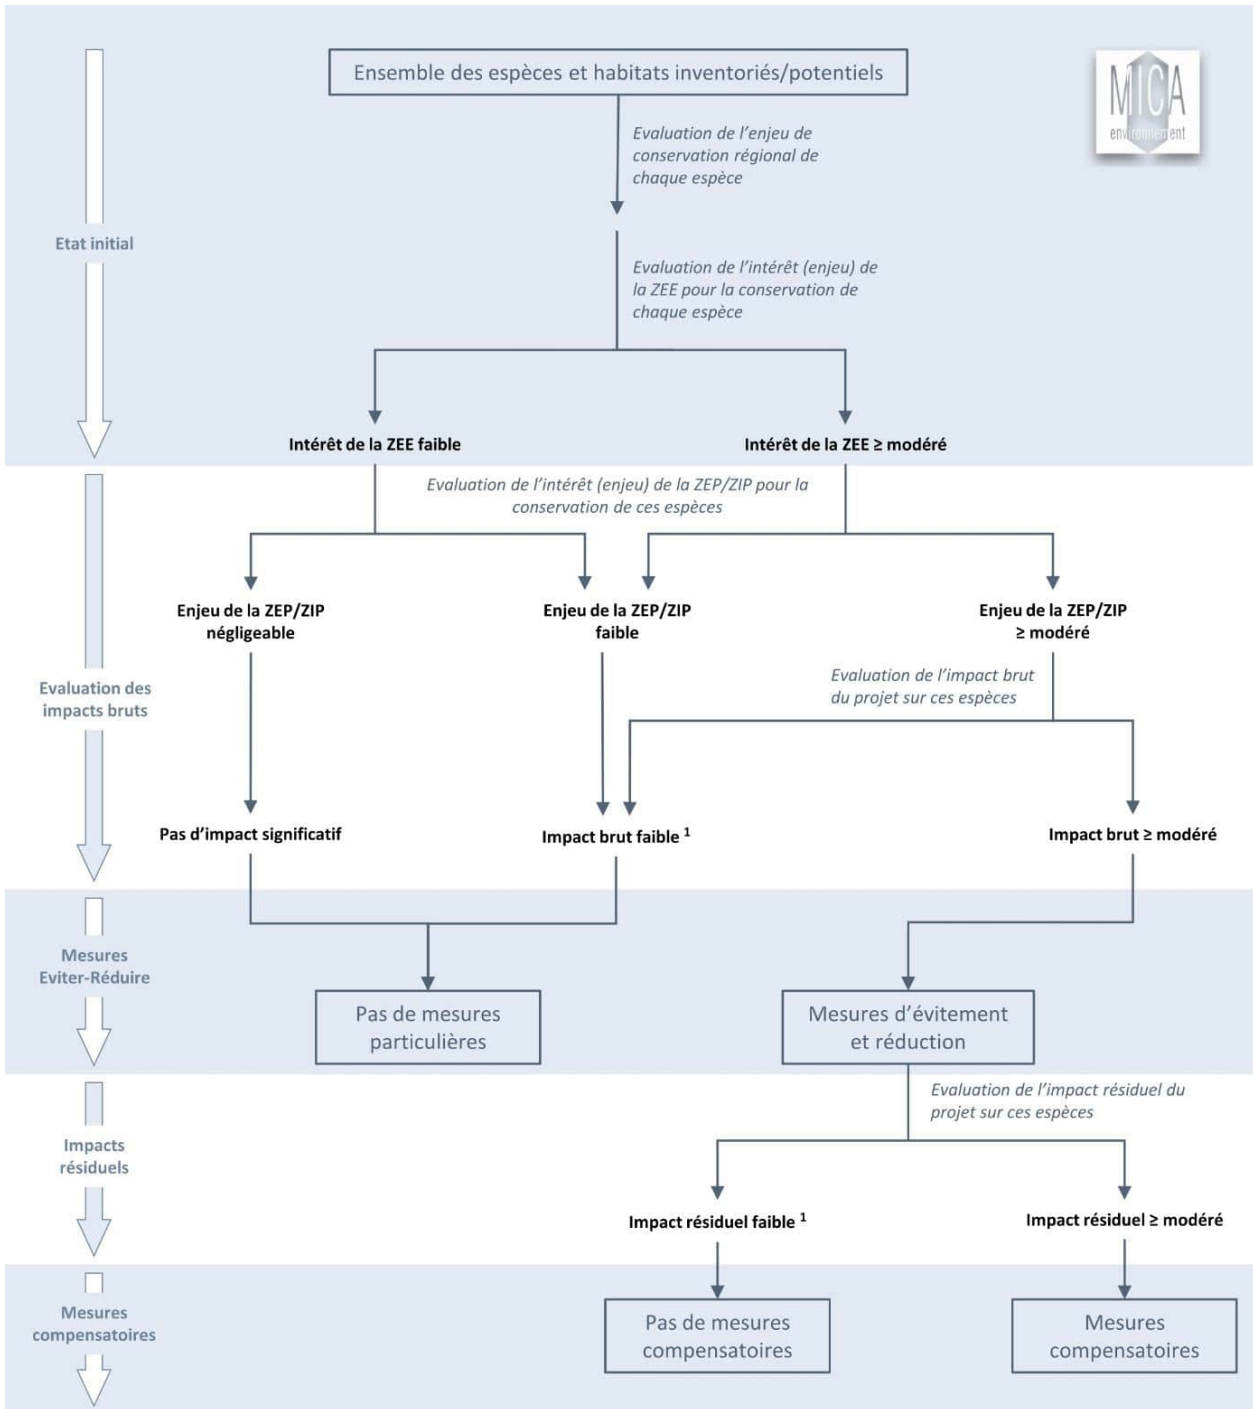 Ensemble des espèces et habitats inventoriés/potentiels
MICA
environnement
Evaluation de l'enjeu de
conservation régional de
chaque espèce
Etat initial
Evaluation de l'intérêt (enjeu) de
la ZEE pour la conservation de
chaque espèce
Intérêt de la ZEE faible
Intérêt de la ZEE ≥ modéré
Evaluation de l'intérêt (enjeu) de la ZEP/ZIP pour la
conservation de ces espèces
Enjeu de la ZEP/ZIP
négligeable
Enjeu de la ZEP/ZIP
faible
Enjeu de la ZEP/ZIP
≥ modéré
Evaluation des
impacts bruts
Evaluation de l'impact brut
du projet sur ces espèces
Pas d'impact significatif
Impact brut faible ¹
Impact brut ≥ modéré
Mesures
Eviter-Réduire
Pas de mesures
particulières
Mesures d'évitement
et réduction
Evaluation de l'impact résiduel du
projet sur ces espèces
Impacts
résiduels
Impact résiduel faible ¹
Impact résiduel ≥ modéré
Mesures
compensatoires
Pas de mesures
compensatoires
Mesures
compensatoires